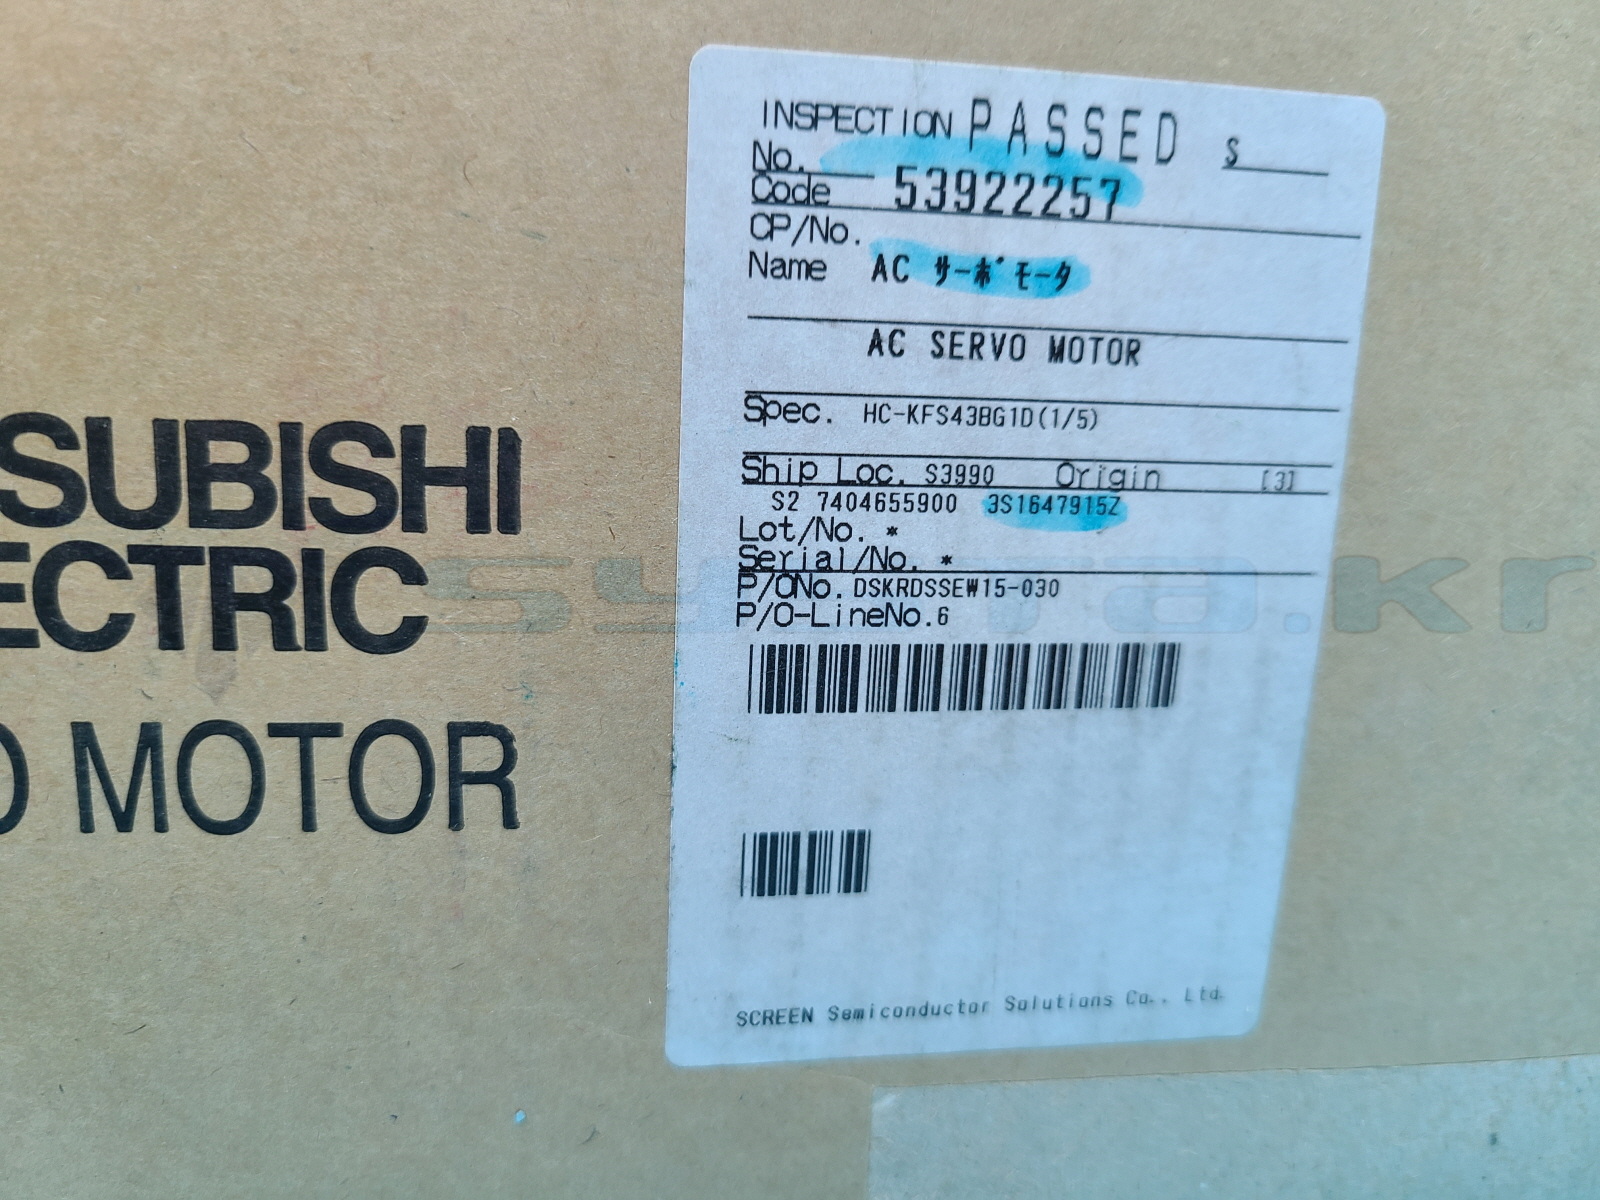 SUBISHI
ECTRIC
O MOTOR
INSPECTION PASSED S
No.
Code 53922257
CP/No.
Name AC サーボモータ
AC SERVO MOTOR
Spec. HC-KFS43BG1D(1/5)
Ship Loc. S3990 Origin [3]
S2 7404655900 3S1647915Z
Lot/No. *
Serial/No. *
P/ONo. DSKRDSSEW15-030
P/O-LineNo.6
SCREEN Semiconductor Solutions Co., Ltd.